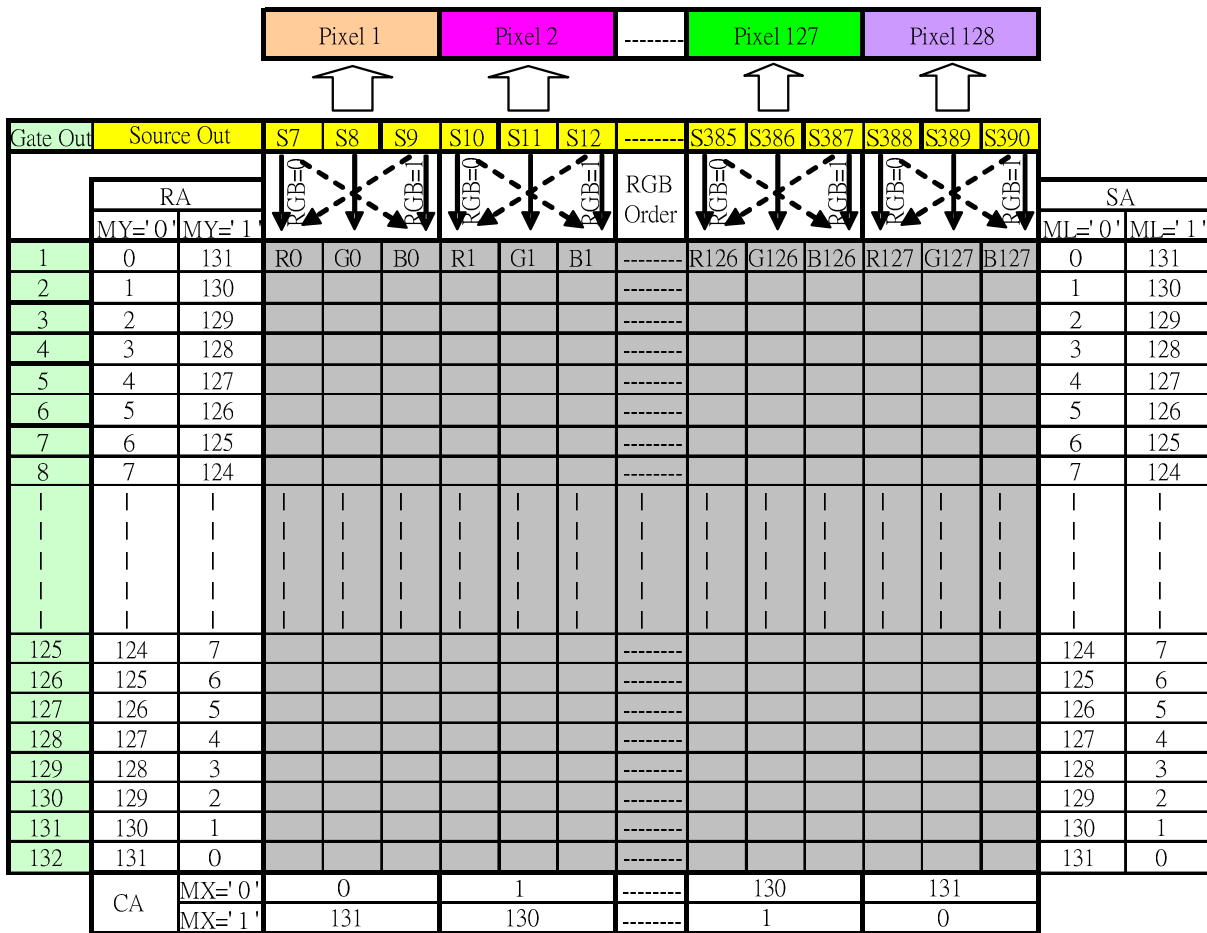 Pixel 1 Pixel 2 -------- Pixel 127 Pixel 128
Gate Out Source Out S7 S8 S9 S10 S11 S12 -------- S385 S386 S387 S388 S389 S390
RGB=0 RGB=1 RGB=0 RGB=1 RGB Order RGB=0 RGB=1 RGB=0 RGB=1
RA SA
MY='0' MY='1' ML='0' ML='1'
1 0 131 R0 G0 B0 R1 G1 B1 -------- R126 G126 B126 R127 G127 B127 0 131
2 1 130 -------- 1 130
3 2 129 -------- 2 129
4 3 128 -------- 3 128
5 4 127 -------- 4 127
6 5 126 -------- 5 126
7 6 125 -------- 6 125
8 7 124 -------- 7 124
| | | | | | | | | | | | | | | | |
| | | | | | | | | | | | | | | | |
| | | | | | | | | | | | | | | | |
| | | | | | | | | | | | | | | | |
| | | | | | | | | | | | | | | | |
125 124 7 -------- 124 7
126 125 6 -------- 125 6
127 126 5 -------- 126 5
128 127 4 -------- 127 4
129 128 3 -------- 128 3
130 129 2 -------- 129 2
131 130 1 -------- 130 1
132 131 0 -------- 131 0
CA MX='0' 0 1 -------- 130 131
MX='1' 131 130 -------- 1 0